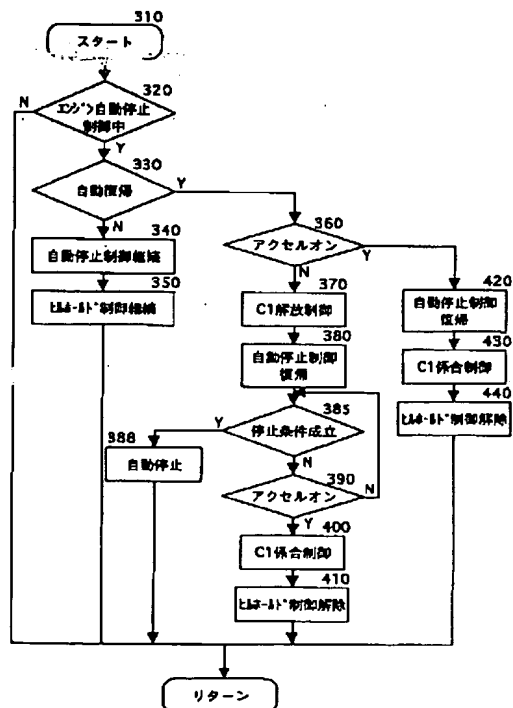 310
スタート
320
N
エンジン自動停止
制御中
Y
330
自動復帰
Y
N
340
自動停止制御継続
350
ヒルホールド制御継続
360
アクセルオン
Y
N
370
C1解放制御
380
自動停止制御
復帰
385
Y
停止条件成立
388
自動停止
N
390
アクセルオン
N
Y
400
C1係合制御
410
ヒルホールド制御解除
420
自動停止制御
復帰
430
C1係合制御
440
ヒルホールド制御解除
リターン